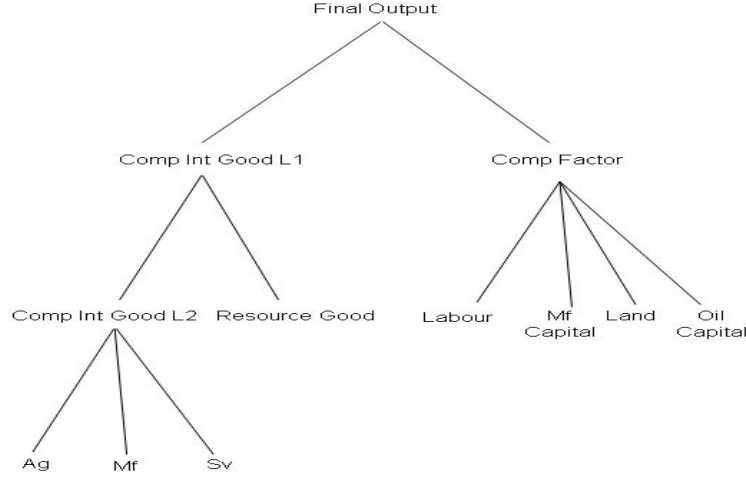 Final Output
Comp Int Good L1
Comp Factor
Comp Int Good L2
Resource Good
Labour
Mf
Capital
Land
Oil
Capital
Ag
Mf
Sv